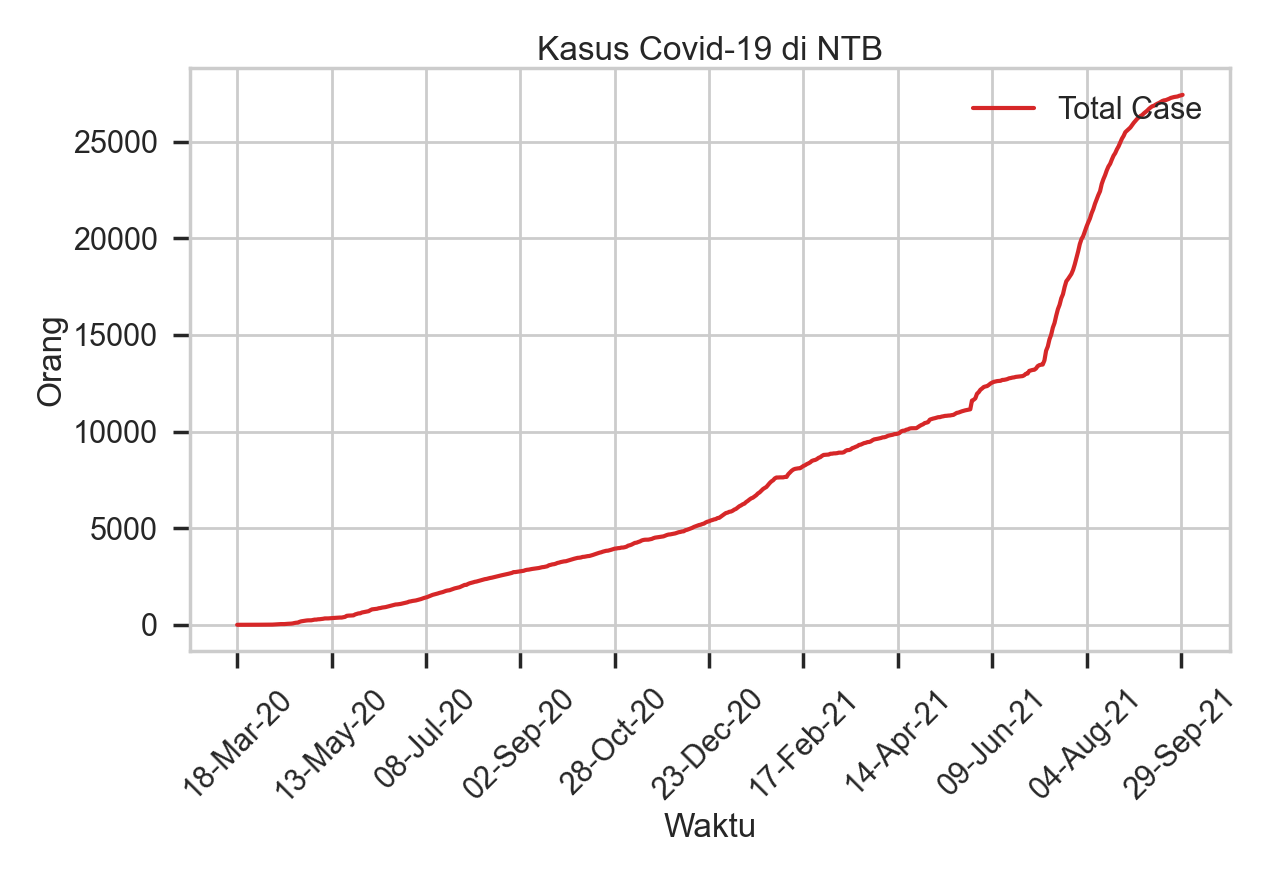 Kasus Covid-19 di NTB
Total Case
Orang
25000
20000
15000
10000
5000
0
18-Mar-20
13-May-20
08-Jul-20
02-Sep-20
28-Oct-20
23-Dec-20
17-Feb-21
14-Apr-21
09-Jun-21
04-Aug-21
29-Sep-21
Waktu